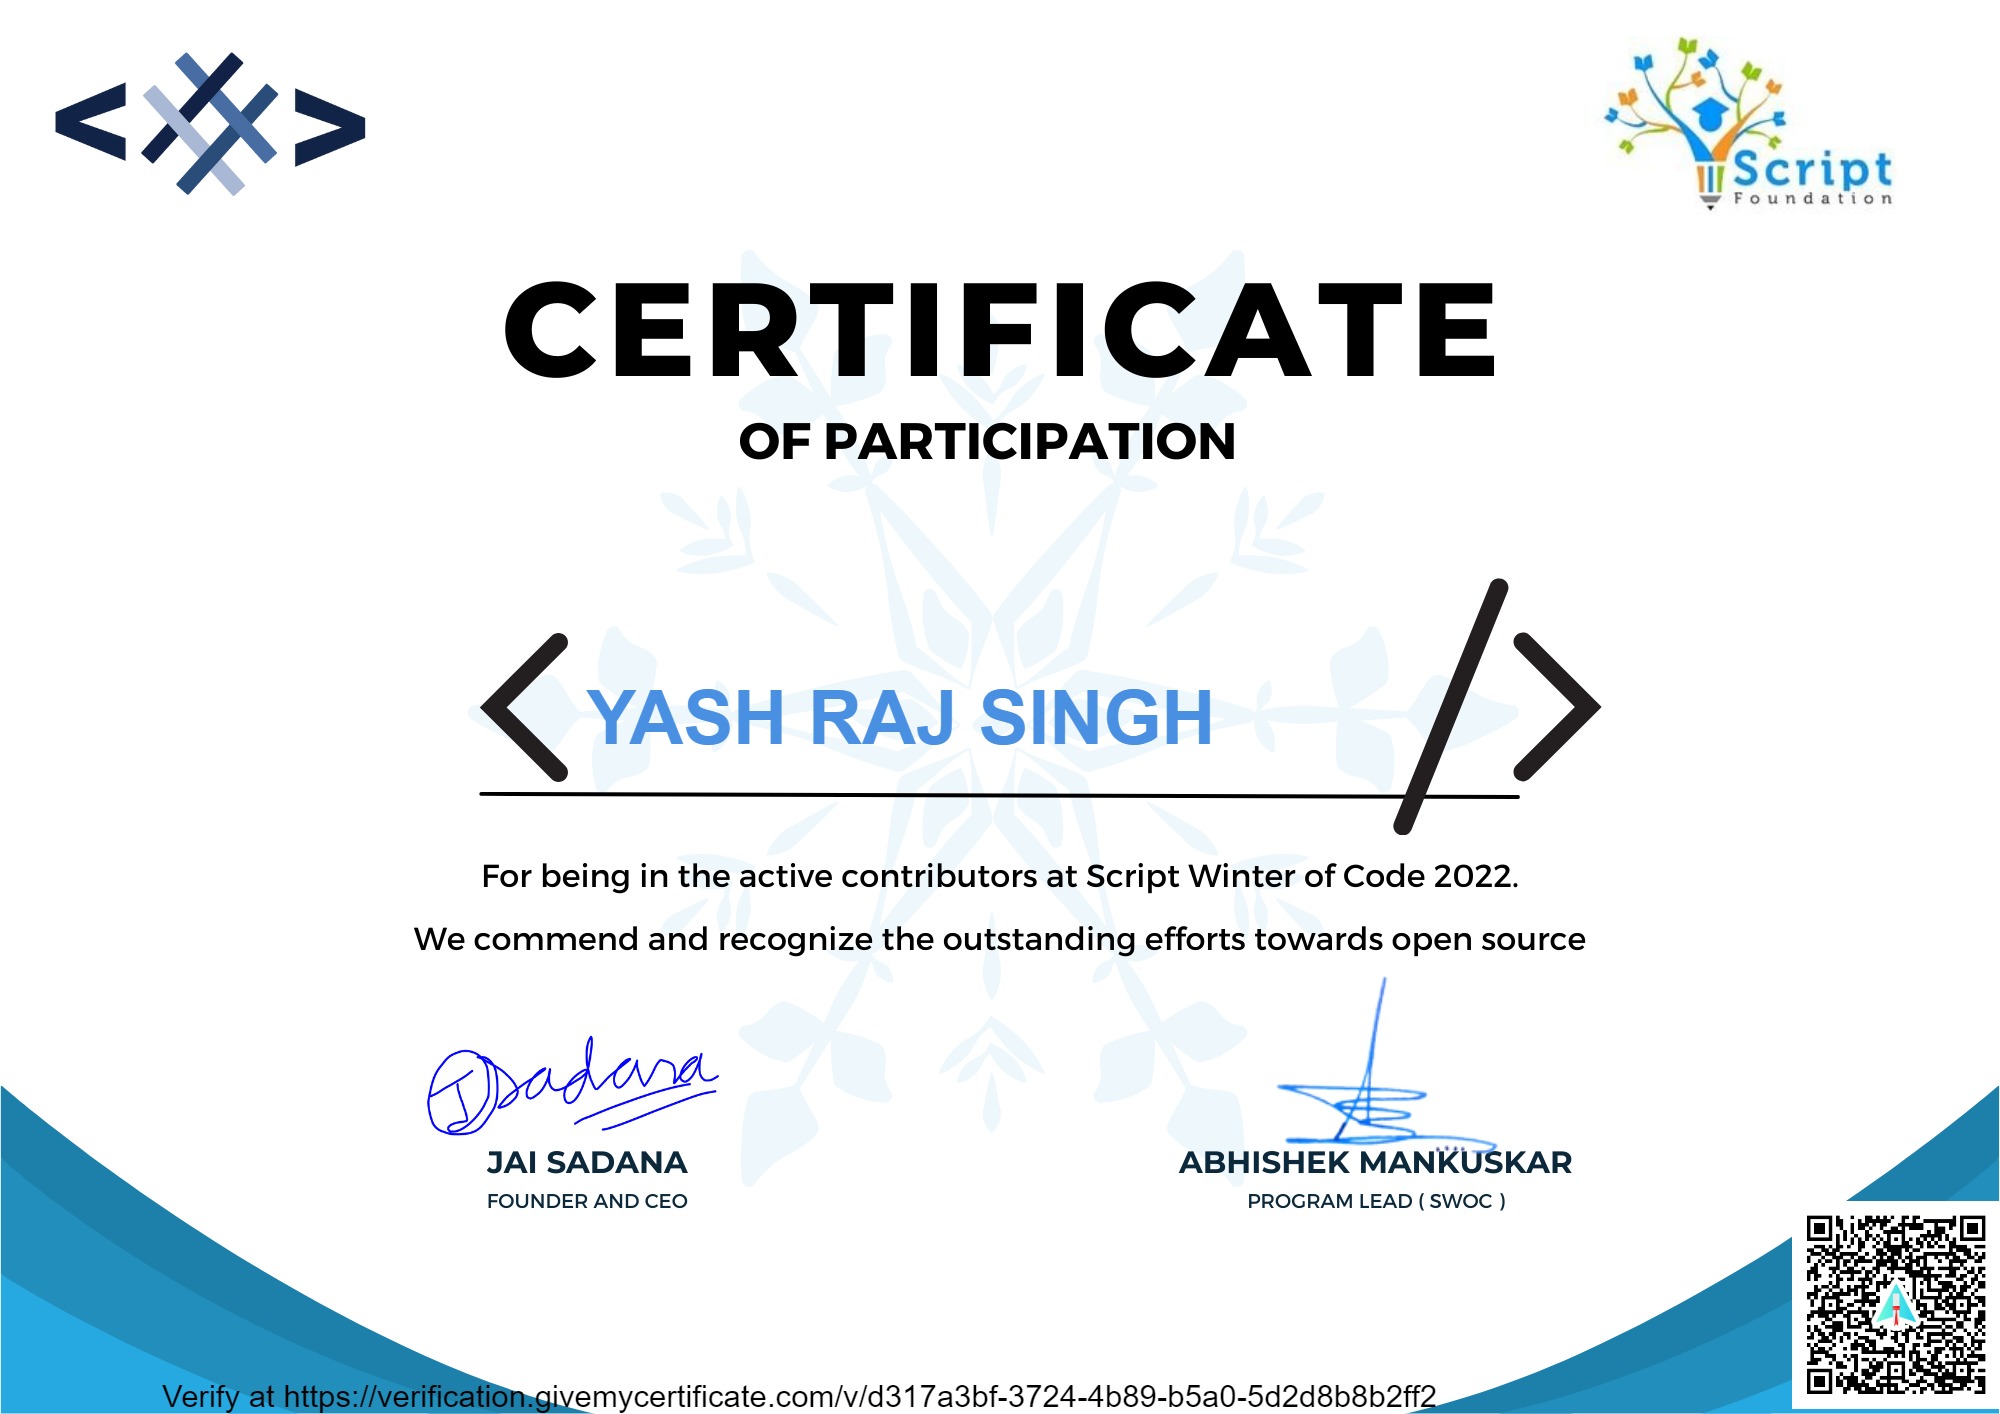 Script
Foundation
CERTIFICATE
OF PARTICIPATION
YASH RAJ SINGH
For being in the active contributors at Script Winter of Code 2022.
We commend and recognize the outstanding efforts towards open source
Jsadana
JAI SADANA
FOUNDER AND CEO
ABHISHEK MANKUSKAR
PROGRAM LEAD ( SWOC )
Verify at https://verification.givemycertificate.com/v/d317a3bf-3724-4b89-b5a0-5d2d8b8b2ff2